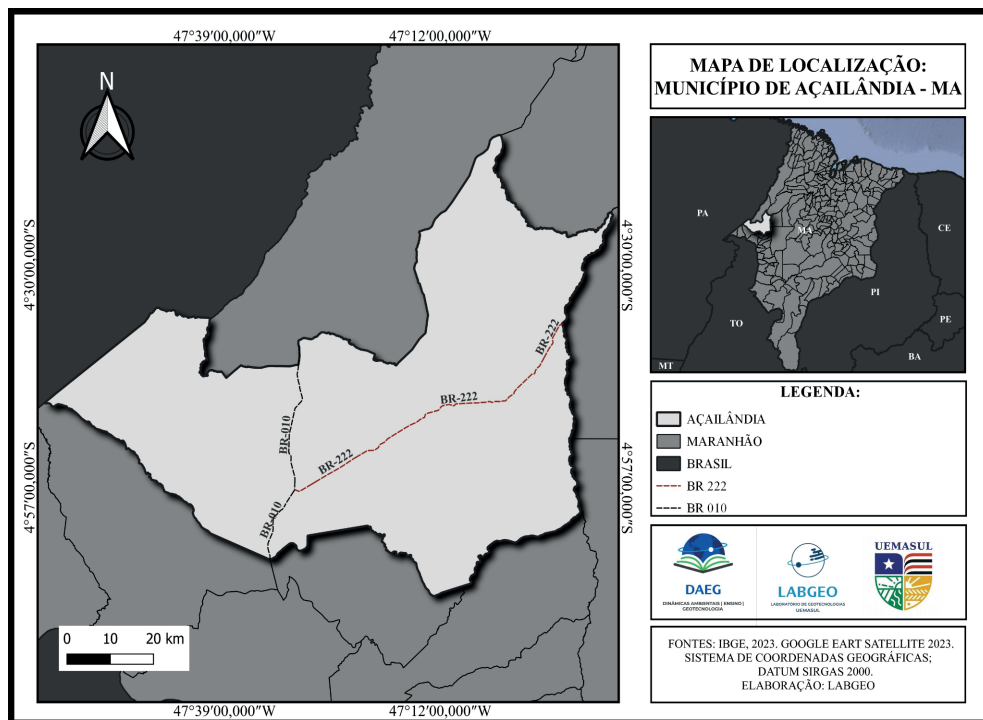 47°39′00,000″W 47°12′00,000″W
N
4°30′00,000″S 4°30′00,000″S
BR-222
BR-222
BR-010
BR-222
4°57′00,000″S 4°57′00,000″S
BR-010
0 10 20 km
47°39′00,000″W 47°12′00,000″W
MAPA DE LOCALIZAÇÃO:
MUNICÍPIO DE AÇAILÂNDIA - MA
PA
MA
CE
PI
TO
PE
BA
MT
LEGENDA:
AÇAILÂNDIA
MARANHÃO
BRASIL
BR 222
BR 010
DAEG
DINÂMICAS AMBIENTAIS | ENSINO |
GEOTECNOLOGIA
LABGEO
LABORATÓRIO DE GEOTECNOLOGIAS
UEMASUL
UEMASUL
FONTES: IBGE, 2023. GOOGLE EART SATELLITE 2023.
SISTEMA DE COORDENADAS GEOGRÁFICAS;
DATUM SIRGAS 2000.
ELABORAÇÃO: LABGEO